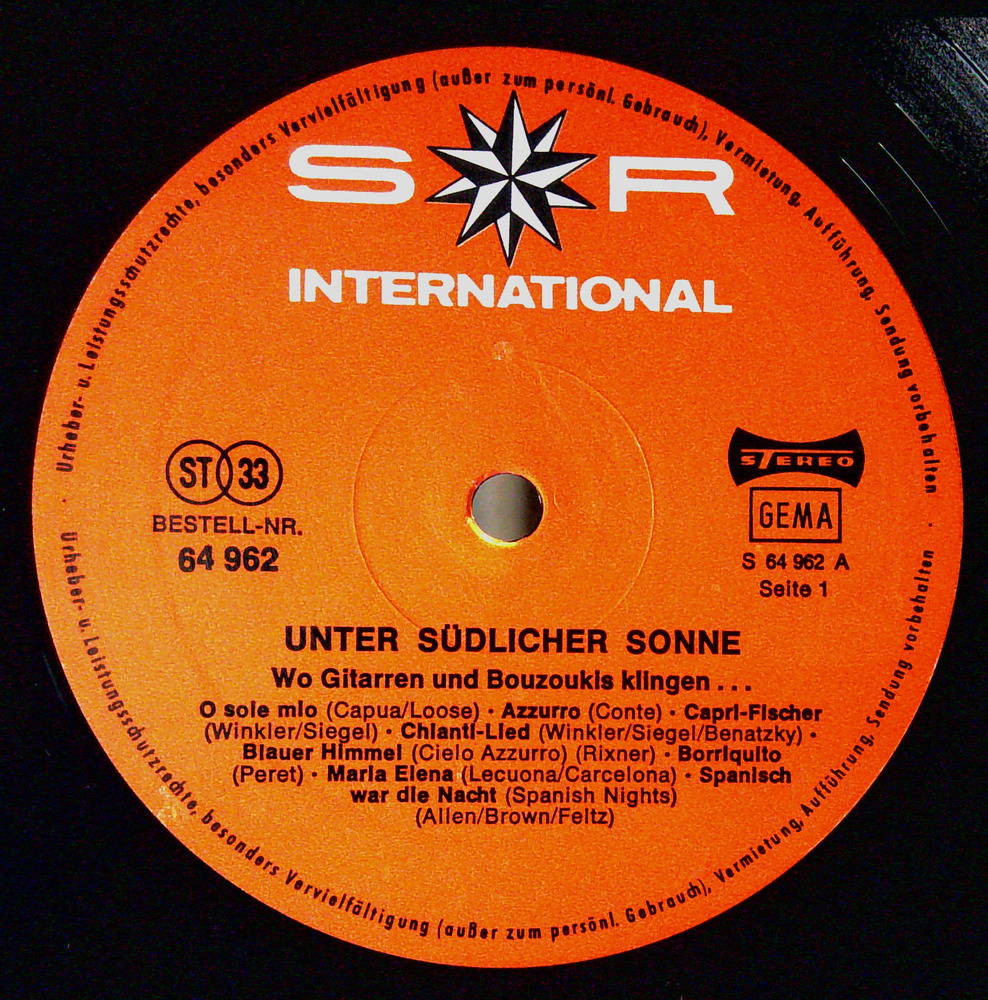 Urheber- u. Leistungsschutzrechte, besonders Vervielfältigung (außer zum persönl. Gebrauch), Vermietung, Aufführung, Sendung vorbehalten
S R
INTERNATIONAL
ST 33
BESTELL-NR.
64 962
STEREO
GEMA
S 64 962 A
Seite 1
UNTER SÜDLICHER SONNE
Wo Gitarren und Bouzoukis klingen . . .
O sole mio (Capua/Loose) · Azzurro (Conte) · Capri-Fischer
(Winkler/Siegel) · Chianti-Lied (Winkler/Siegel/Benatzky) ·
Blauer Himmel (Cielo Azzurro) (Rixner) · Borriquito
(Peret) · Maria Elena (Lecuona/Carcelona) · Spanisch
war die Nacht (Spanish Nights)
(Allen/Brown/Feltz)
Urheber- u. Leistungsschutzrechte, besonders Vervielfältigung (außer zum persönl. Gebrauch), Vermietung, Aufführung, Sendung vorbehalten